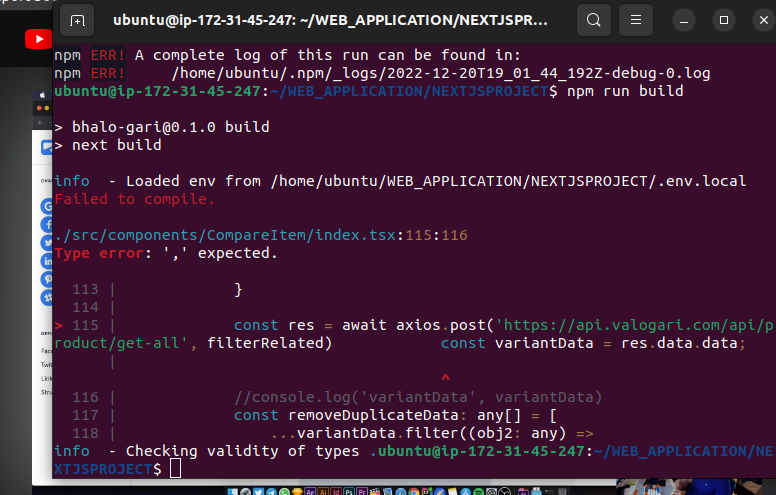 ubuntu@ip-172-31-45-247: ~/WEB_APPLICATION/NEXTJSPR...
npm ERR! A complete log of this run can be found in:
npm ERR!     /home/ubuntu/.npm/_logs/2022-12-20T19_01_44_192Z-debug-0.log
ubuntu@ip-172-31-45-247:~/WEB_APPLICATION/NEXTJSPROJECT$ npm run build
> bhalo-gari@0.1.0 build
> next build
info  - Loaded env from /home/ubuntu/WEB_APPLICATION/NEXTJSPROJECT/.env.local
Failed to compile.
./src/components/CompareItem/index.tsx:115:116
Type error: ',' expected.
  113 |             }
  114 |
> 115 |             const res = await axios.post('https://api.valogari.com/api/p
roduct/get-all', filterRelated)            const variantData = res.data.data;
      |
^
  116 |             //console.log('variantData', variantData)
  117 |             const removeDuplicateData: any[] = [
  118 |                 ...variantData.filter((obj2: any) =>
info  - Checking validity of types .ubuntu@ip-172-31-45-247:~/WEB_APPLICATION/NE
XTJSPROJECT$